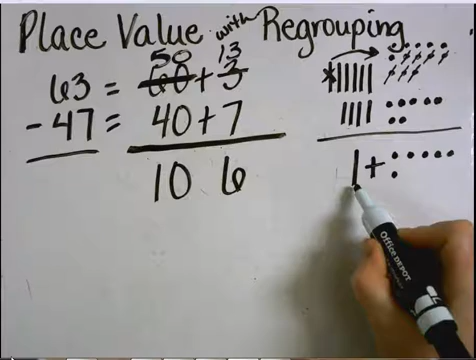 Place Value with Regrouping
50 13
63 = 60 + 3
- 47 = 40 + 7
10 6
1 +
Office DEPOT